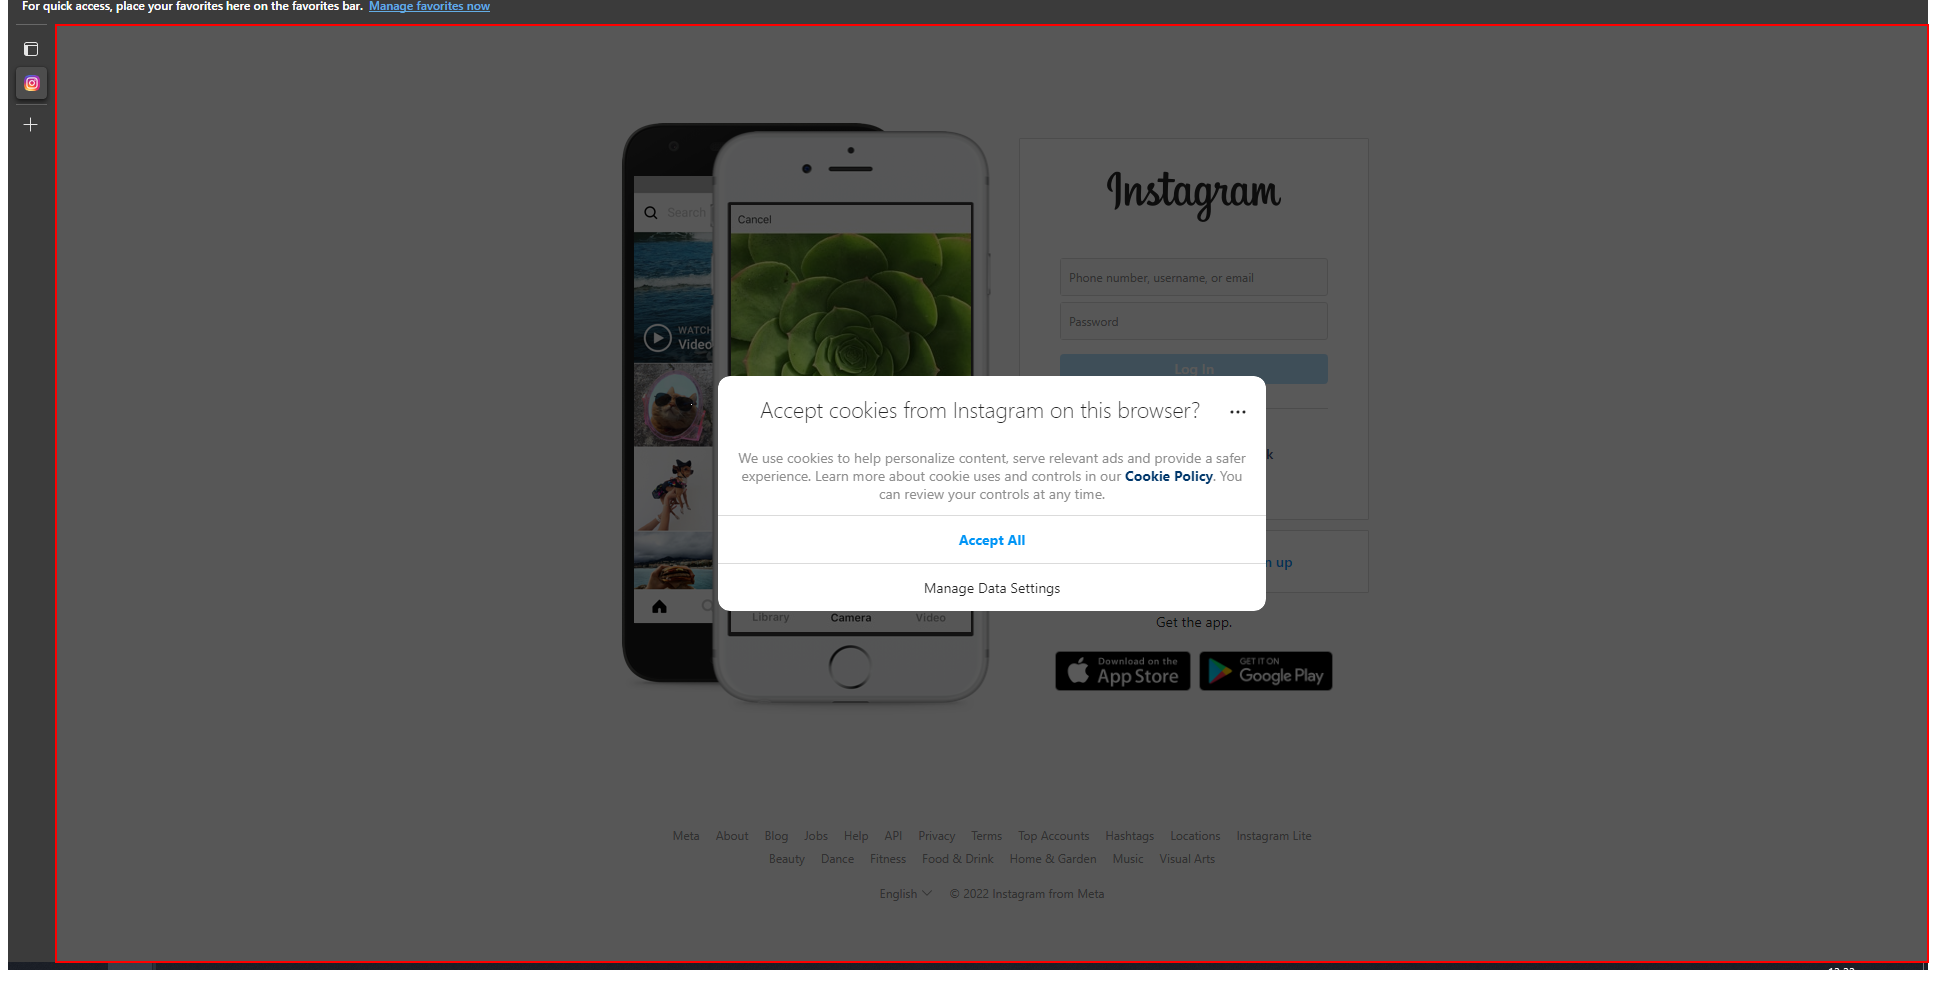 For quick access, place your favorites here on the favorites bar. Manage favorites now
Search
Cancel
WATCH
Video
Instagram
Phone number, username, or email
Password
Log In
Accept cookies from Instagram on this browser?
We use cookies to help personalize content, serve relevant ads and provide a safer
experience. Learn more about cookie uses and controls in our Cookie Policy. You
can review your controls at any time.
Accept All
Manage Data Settings
k
n up
Library Camera Video
Get the app.
Download on the
App Store
GET IT ON
Google Play
Meta About Blog Jobs Help API Privacy Terms Top Accounts Hashtags Locations Instagram Lite
Beauty Dance Fitness Food & Drink Home & Garden Music Visual Arts
English © 2022 Instagram from Meta